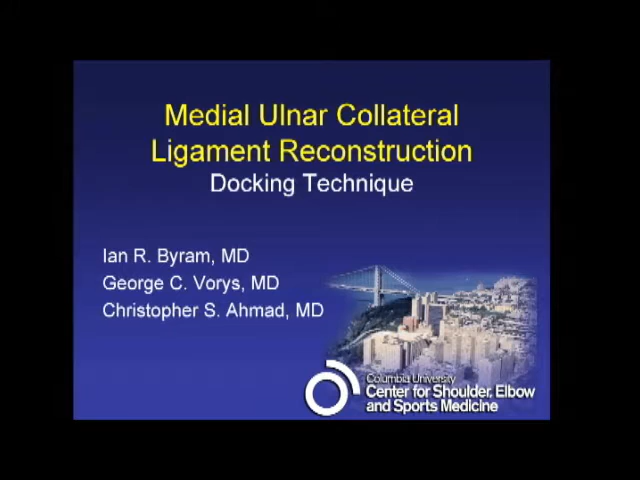 Medial Ulnar Collateral
Ligament Reconstruction
Docking Technique
Ian R. Byram, MD
George C. Vorys, MD
Christopher S. Ahmad, MD
Columbia University
Center for Shoulder, Elbow
and Sports Medicine